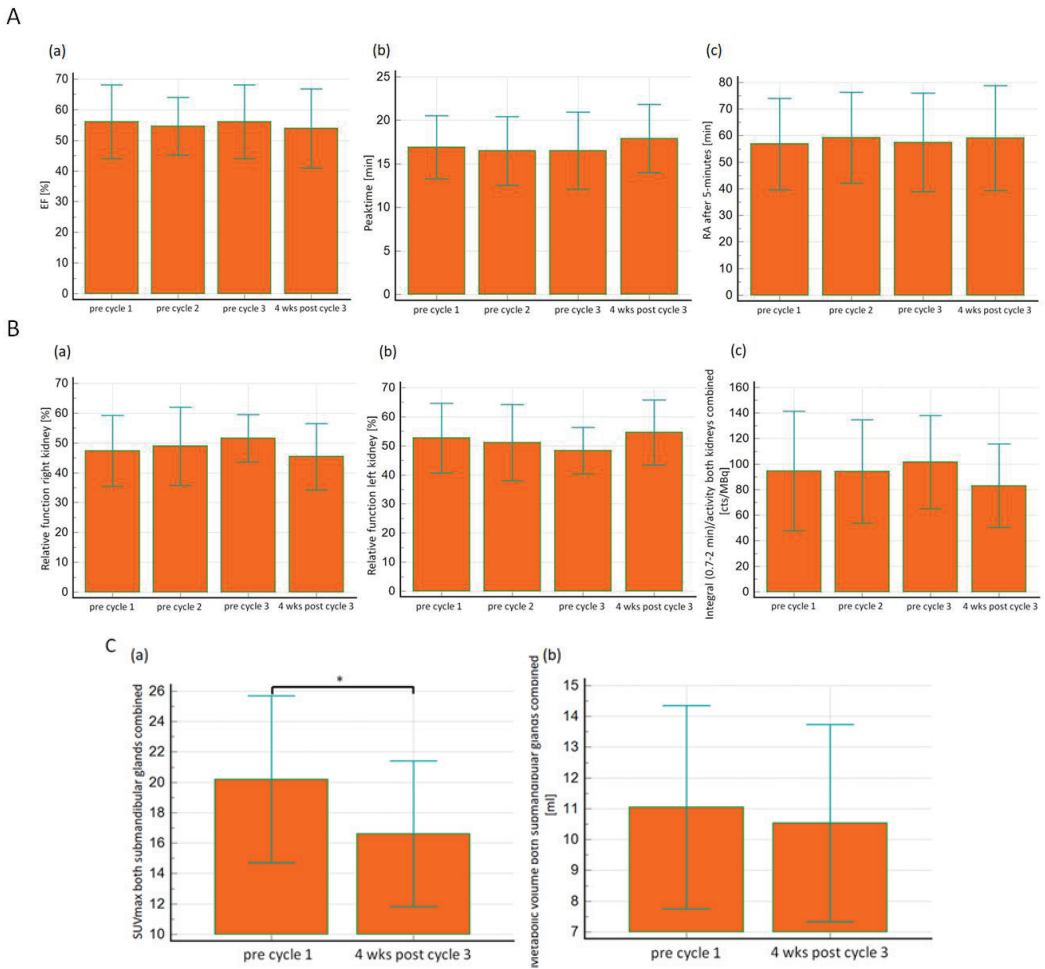 A
(a)
EF [%]
70
60
50
40
30
20
10
0
pre cycle 1 pre cycle 2 pre cycle 3 4 wks post cycle 3
(b)
Peaktime [min]
25
20
15
10
5
0
pre cycle 1 pre cycle 2 pre cycle 3 4 wks post cycle 3
(c)
RA after 5-minutes [min]
80
70
60
50
40
30
20
10
0
pre cycle 1 pre cycle 2 pre cycle 3 4 wks post cycle 3
B
(a)
Relative function right kidney [%]
70
60
50
40
30
20
10
0
pre cycle 1 pre cycle 2 pre cycle 3 4 wks post cycle 3
(b)
Relative function left kidney [%]
70
60
50
40
30
20
10
0
pre cycle 1 pre cycle 2 pre cycle 3 4 wks post cycle 3
(c)
Integral (0.7-2 min)/activity both kidneys combined
[cts/MBq]
160
140
120
100
80
60
40
20
0
pre cycle 1 pre cycle 2 pre cycle 3 4 wks post cycle 3
C
(a)
SUVmax both submandibular glands combined
26
24
22
20
18
16
14
12
10
*
pre cycle 1 4 wks post cycle 3
(b)
Metabolic volume both submandibular glands combined
[ml]
15
14
13
12
11
10
9
8
7
pre cycle 1 4 wks post cycle 3